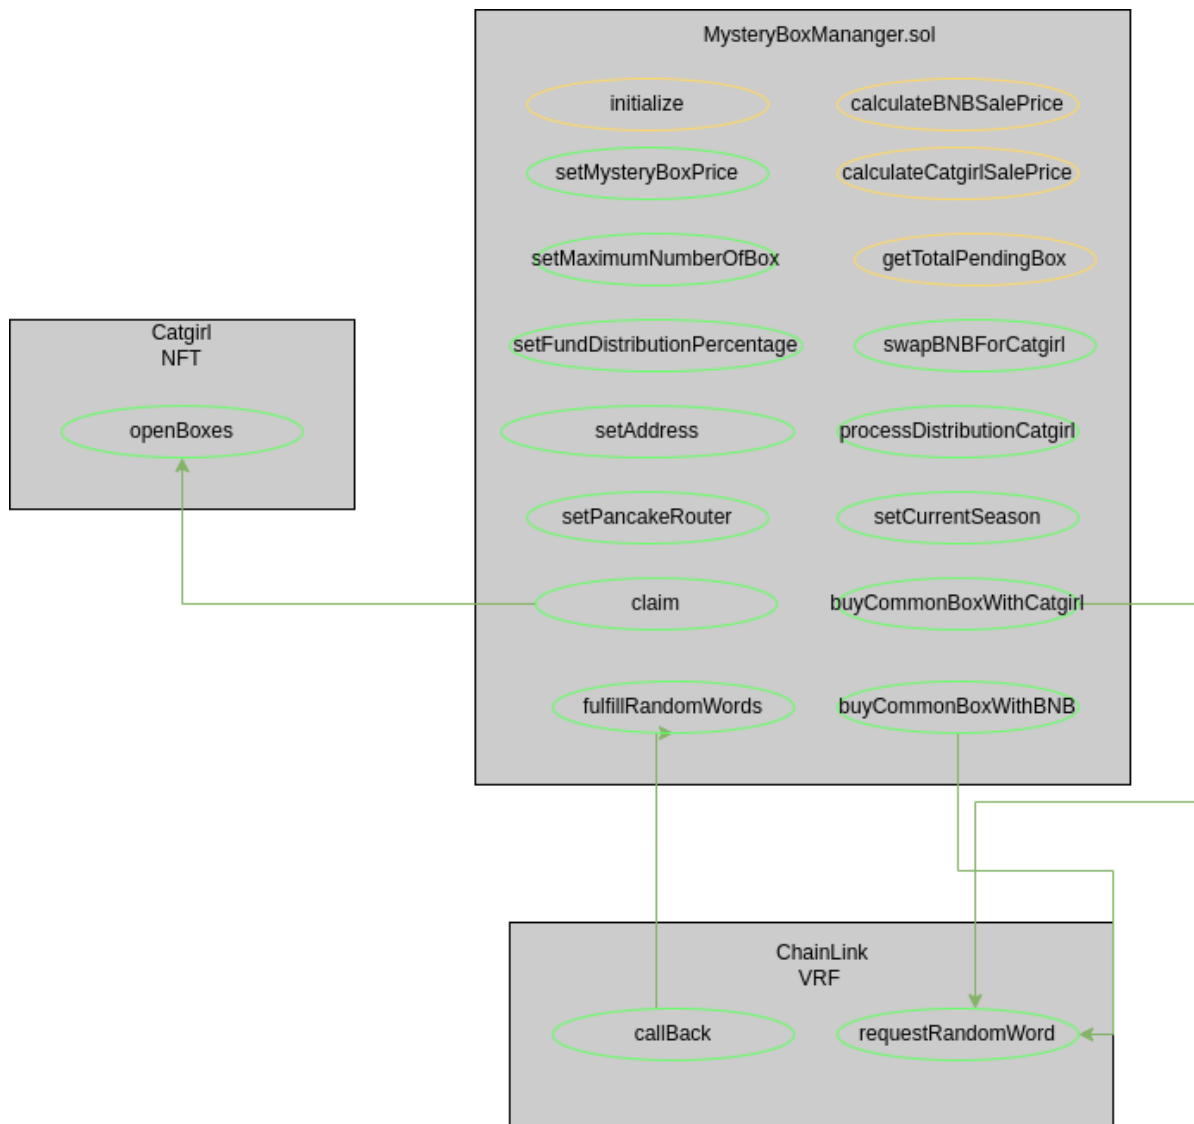 MysteryBoxMananger.sol
initialize
calculateBNBSalePrice
setMysteryBoxPrice
calculateCatgirlSalePrice
setMaximumNumberOfBox
getTotalPendingBox
Catgirl
NFT
setFundDistributionPercentage
swapBNBForCatgirl
openBoxes
setAddress
processDistributionCatgirl
setPancakeRouter
setCurrentSeason
claim
buyCommonBoxWithCatgirl
fulfillRandomWords
buyCommonBoxWithBNB
ChainLink
VRF
callBack
requestRandomWord